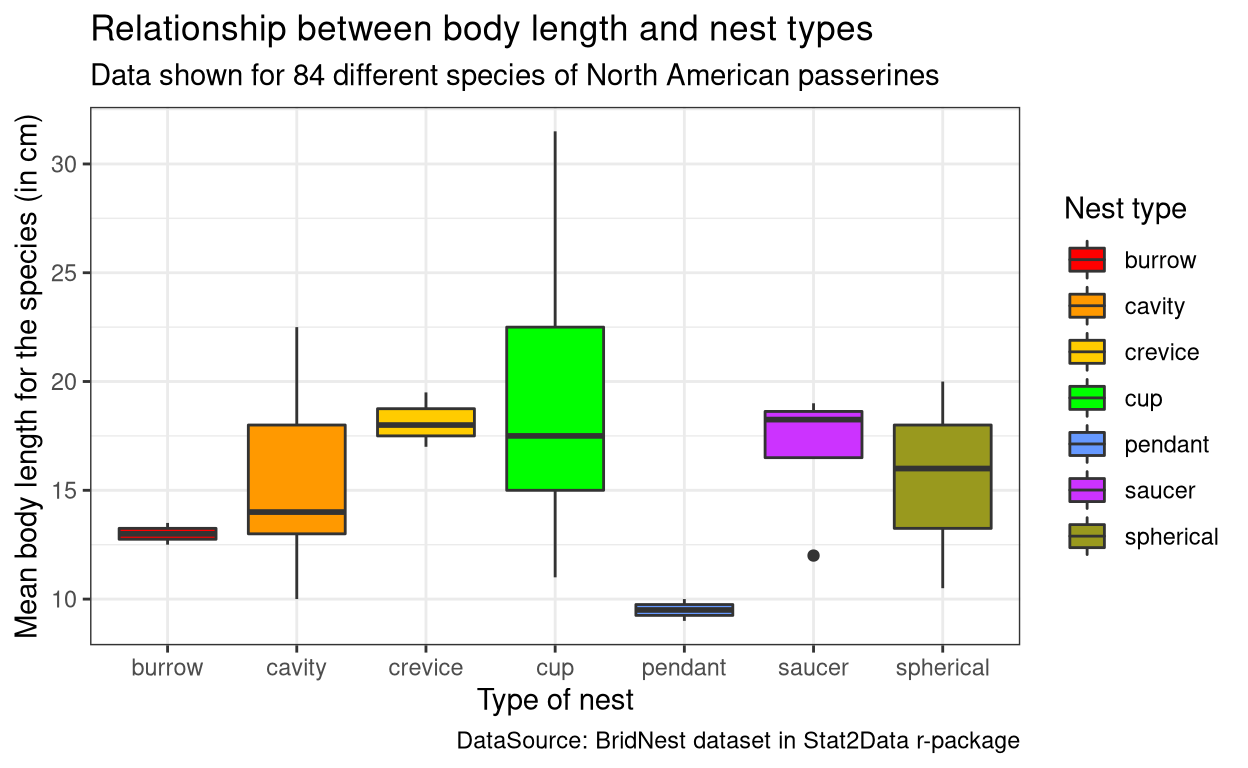 Relationship between body length and nest types
Data shown for 84 different species of North American passerines
Mean body length for the species (in cm)
30
25
20
15
10
burrow cavity crevice cup pendant saucer spherical
Type of nest
DataSource: BridNest dataset in Stat2Data r-package
Nest type
burrow
cavity
crevice
cup
pendant
saucer
spherical